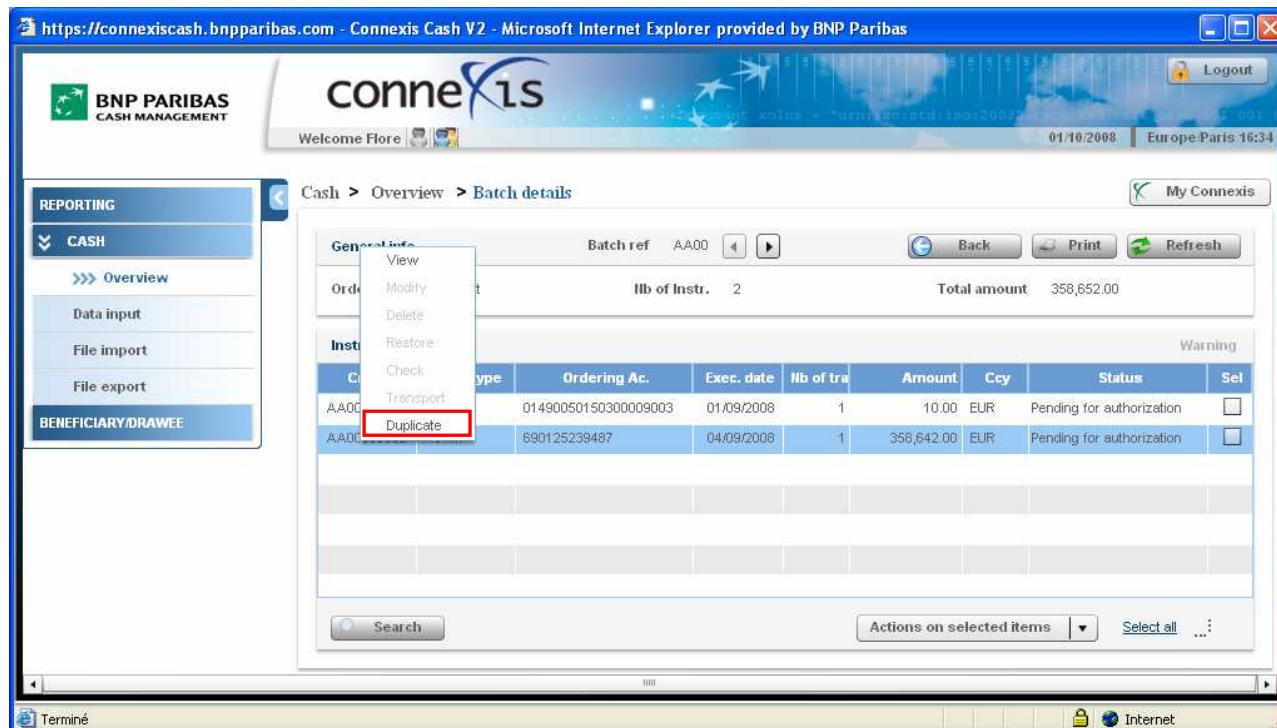 https://connexiscash.bnpparibas.com - Connexis Cash V2 - Microsoft Internet Explorer provided by BNP Paribas
BNP PARIBAS
CASH MANAGEMENT
connexis
Logout
Welcome Flore
01/10/2008 Europe/Paris 16:34
Cash > Overview > Batch details
My Connexis
REPORTING
CASH
>>> Overview
Data input
File import
File export
BENEFICIARY/DRAWEE
General info Batch ref AA00 Back Print Refresh
Nb of Instr. 2 Total amount 358,652.00
View
Modify
Delete
Restore
Check
Transport
Duplicate
Warning
Ordering Ac. Exec. date Nb of tra Amount Ccy Status Sel
AA00 01490050150300009003 01/09/2008 1 10.00 EUR Pending for authorization
690125239487 04/09/2008 1 358,642.00 EUR Pending for authorization
Search Actions on selected items Select all
Terminé Internet